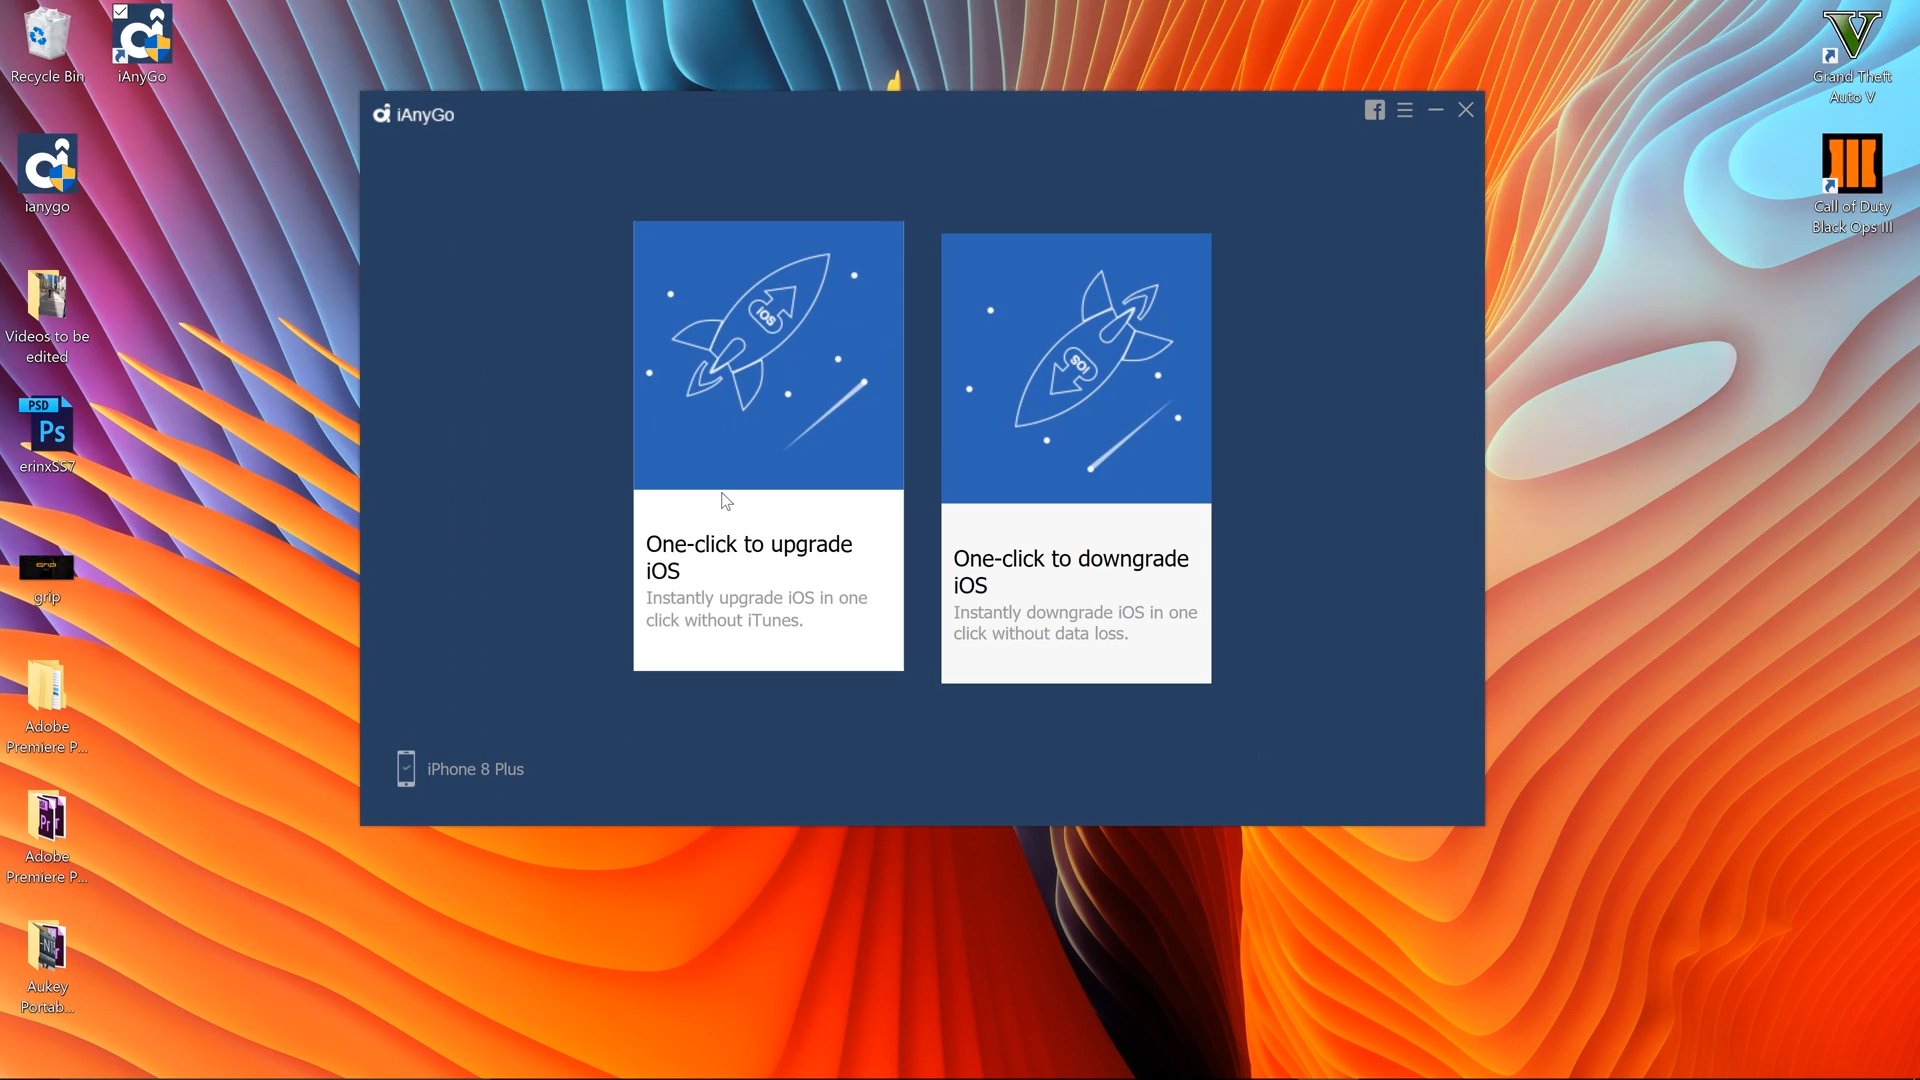 Recycle Bin
iAnyGo
ianygo
Videos to be
edited
PSD
Ps
erinxSS7
grip
Adobe
Premiere P...
Pr
Adobe
Premiere P...
Aukey
Portab...
iAnyGo
iOS
One-click to upgrade
iOS
Instantly upgrade iOS in one
click without iTunes.
iOS
One-click to downgrade
iOS
Instantly downgrade iOS in one
click without data loss.
iPhone 8 Plus
V
Grand Theft
Auto V
III
Call of Duty
Black Ops III